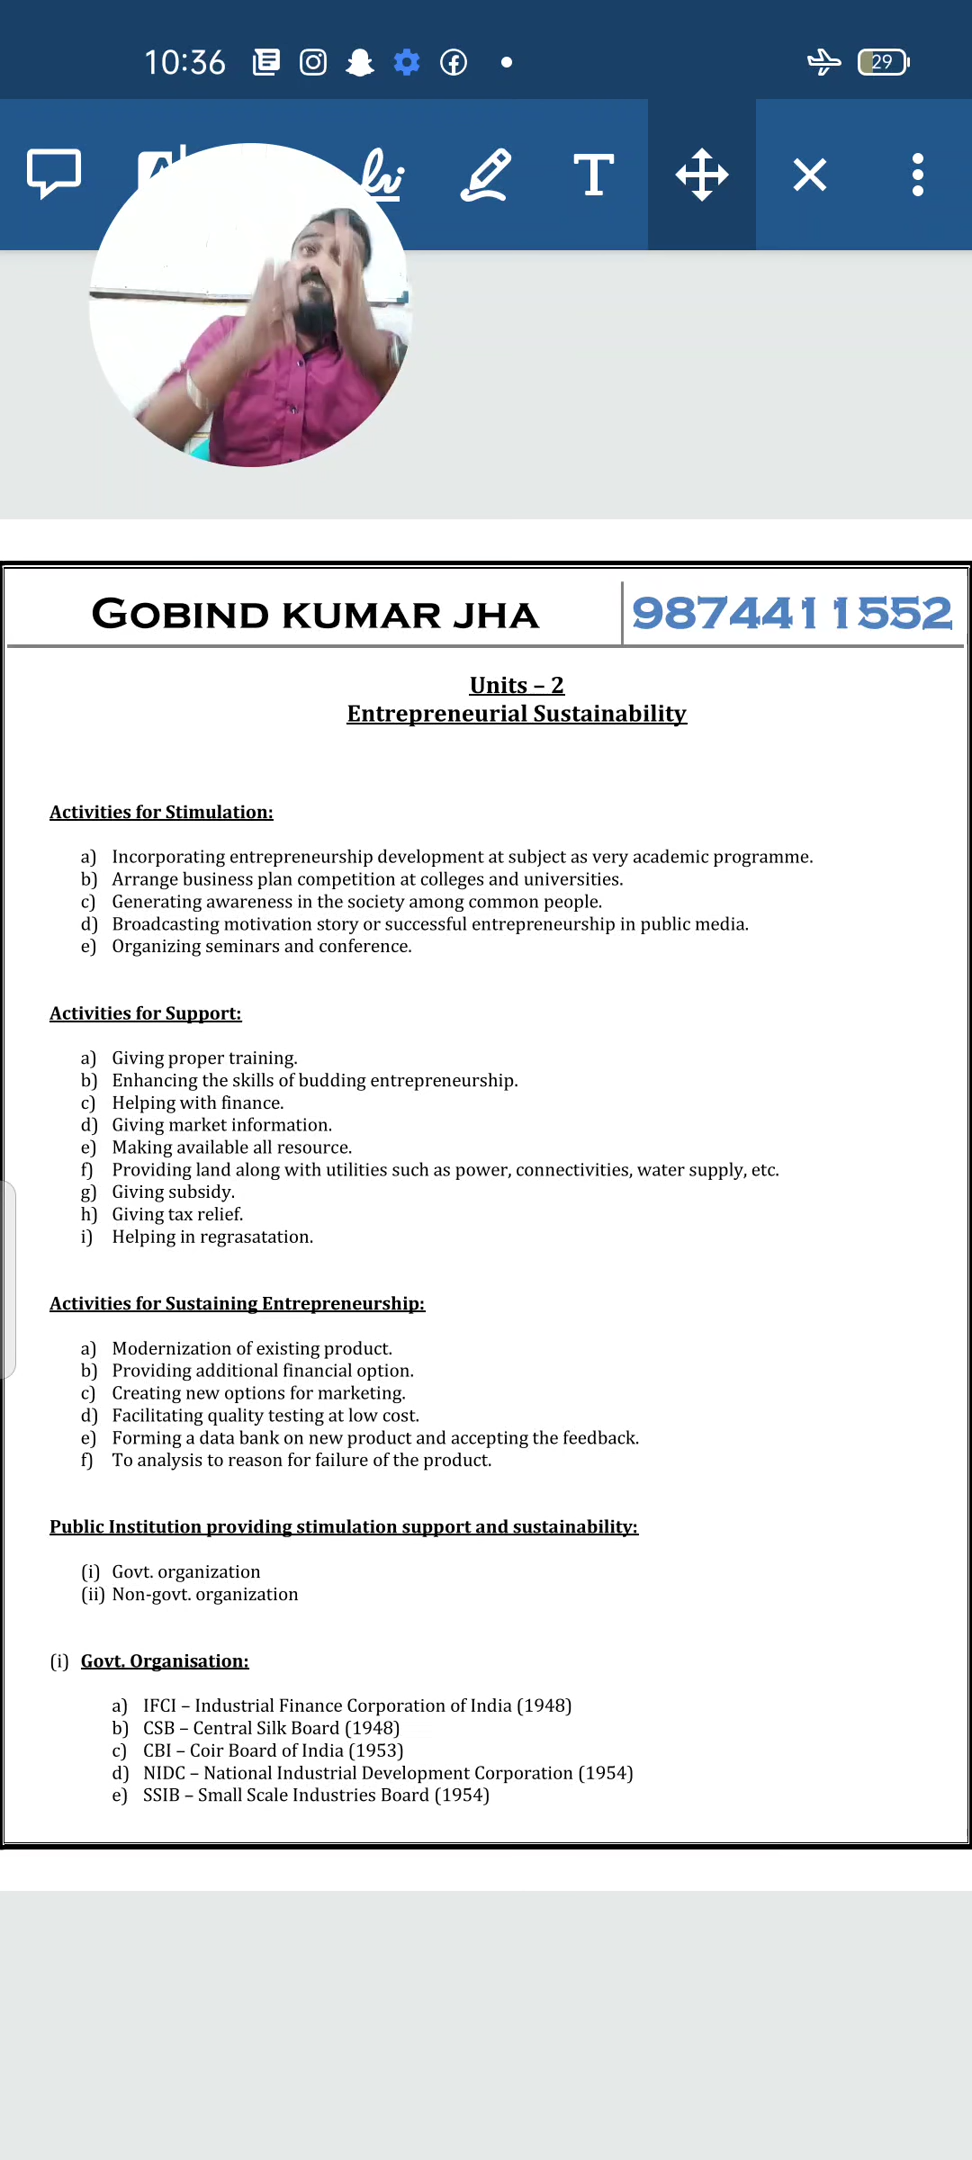 10:36
29
T
GOBIND KUMAR JHA
9874411552
Units – 2
Entrepreneurial Sustainability
Activities for Stimulation:
a) Incorporating entrepreneurship development at subject as very academic programme.
b) Arrange business plan competition at colleges and universities.
c) Generating awareness in the society among common people.
d) Broadcasting motivation story or successful entrepreneurship in public media.
e) Organizing seminars and conference.
Activities for Support:
a) Giving proper training.
b) Enhancing the skills of budding entrepreneurship.
c) Helping with finance.
d) Giving market information.
e) Making available all resource.
f) Providing land along with utilities such as power, connectivities, water supply, etc.
g) Giving subsidy.
h) Giving tax relief.
i) Helping in regrasatation.
Activities for Sustaining Entrepreneurship:
a) Modernization of existing product.
b) Providing additional financial option.
c) Creating new options for marketing.
d) Facilitating quality testing at low cost.
e) Forming a data bank on new product and accepting the feedback.
f) To analysis to reason for failure of the product.
Public Institution providing stimulation support and sustainability:
(i) Govt. organization
(ii) Non-govt. organization
(i) Govt. Organisation:
a) IFCI – Industrial Finance Corporation of India (1948)
b) CSB – Central Silk Board (1948)
c) CBI – Coir Board of India (1953)
d) NIDC – National Industrial Development Corporation (1954)
e) SSIB – Small Scale Industries Board (1954)